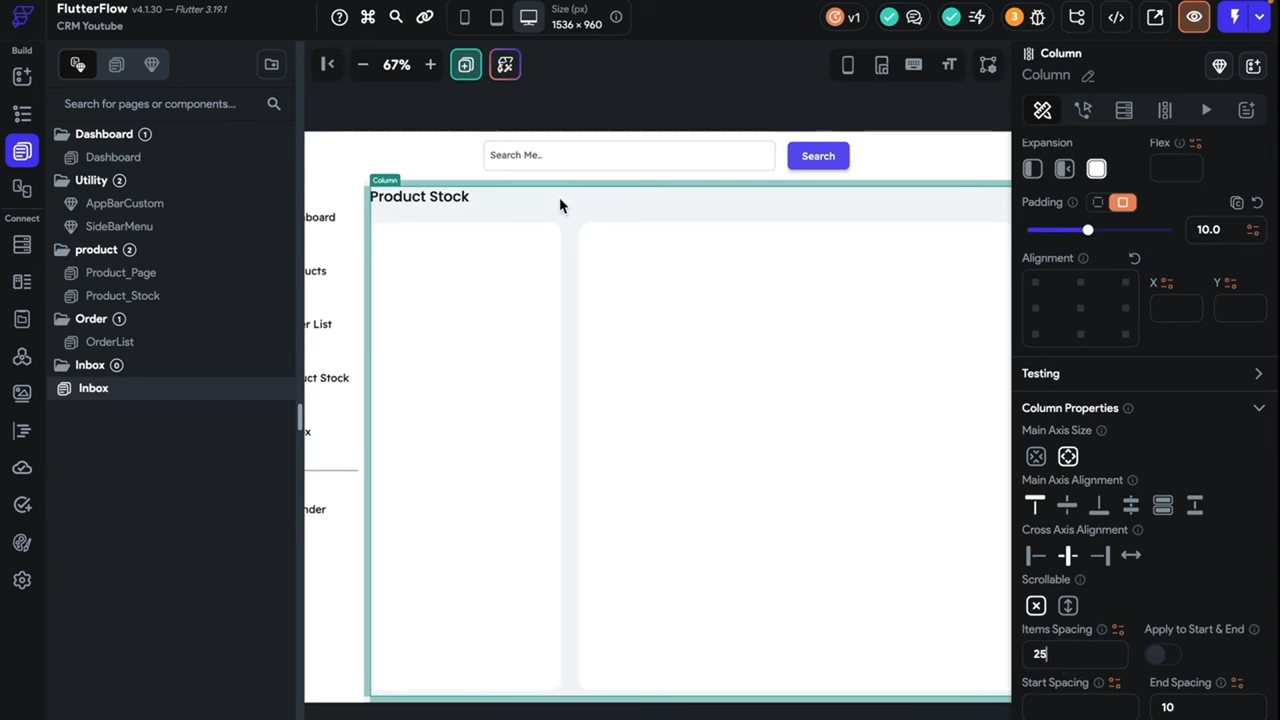 FlutterFlow v4.1.30 – Flutter 3.19.1
CRM Youtube
Size (px)
1536 × 960
v1
3
Build
67%
Column
Column
Search for pages or components...
Dashboard 1
Dashboard
Utility 2
AppBarCustom
SideBarMenu
Connect
product 2
Product_Page
Product_Stock
Order 1
OrderList
Inbox 0
Inbox
Search Me..
Search
Column
Product Stock
board
ucts
er List
uct Stock
x
nder
Expansion
Flex
Padding
10.0
Alignment
X
Y
Testing
Column Properties
Main Axis Size
Main Axis Alignment
Cross Axis Alignment
Scrollable
Items Spacing
Apply to Start & End
25
Start Spacing
End Spacing
10